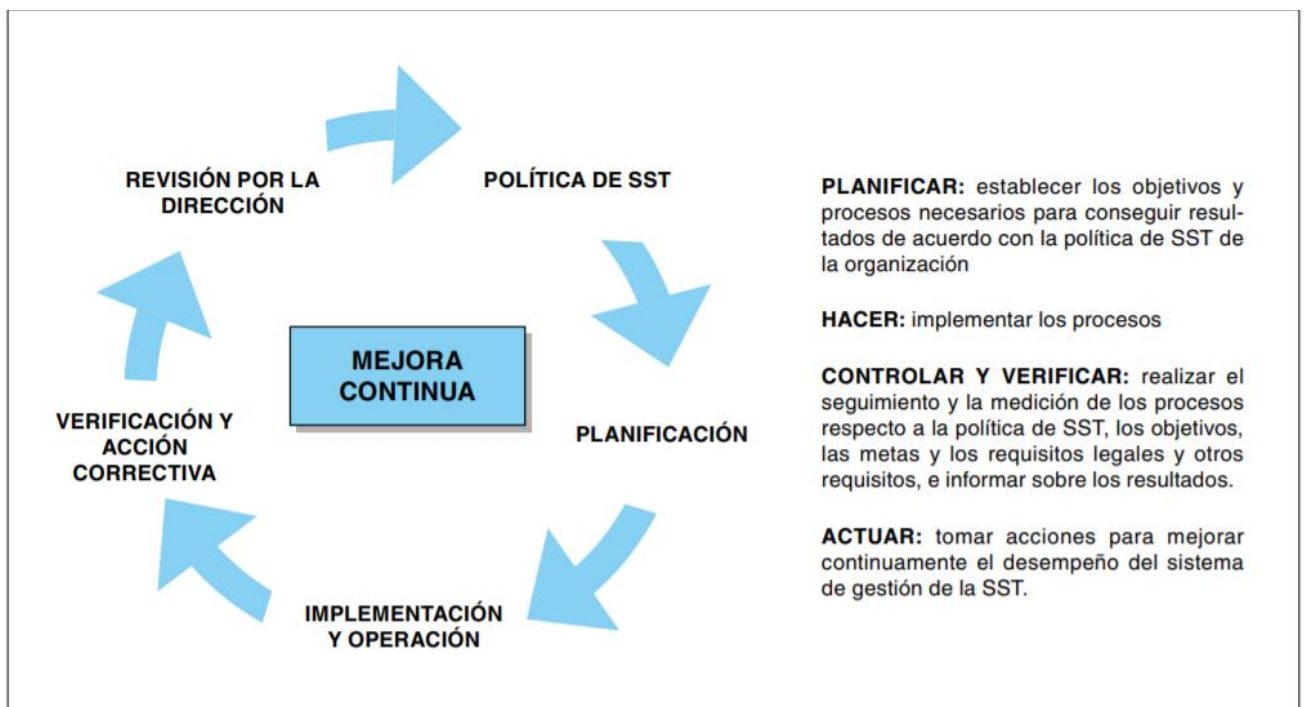 REVISIÓN POR LA
DIRECCIÓN
POLÍTICA DE SST
MEJORA
CONTINUA
VERIFICACIÓN Y
ACCIÓN
CORRECTIVA
PLANIFICACIÓN
IMPLEMENTACIÓN
Y OPERACIÓN
PLANIFICAR: establecer los objetivos y
procesos necesarios para conseguir resul-
tados de acuerdo con la política de SST de
la organización
HACER: implementar los procesos
CONTROLAR Y VERIFICAR: realizar el
seguimiento y la medición de los procesos
respecto a la política de SST, los objetivos,
las metas y los requisitos legales y otros
requisitos, e informar sobre los resultados.
ACTUAR: tomar acciones para mejorar
continuamente el desempeño del sistema
de gestión de la SST.